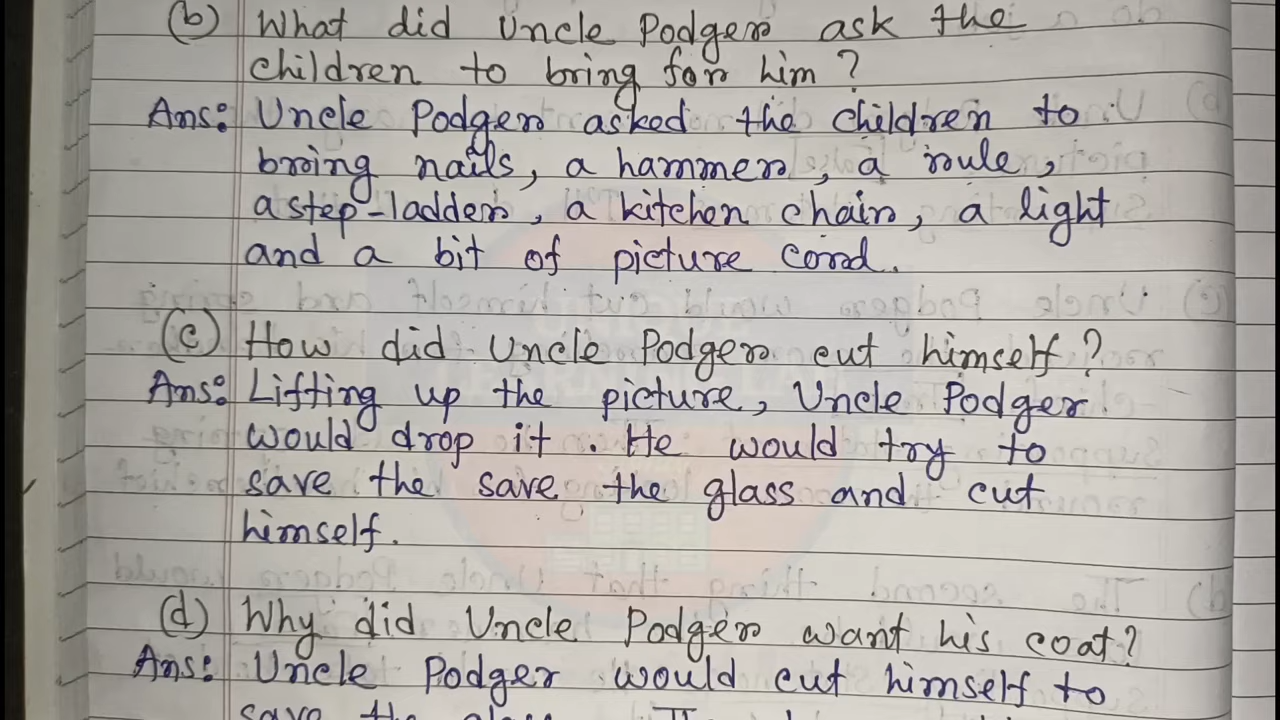 (b) What did Uncle Podger ask the
children to bring for him ?
Ans: Uncle Podger asked the children to
bring nails, a hammer, a rule,
a step-ladder, a kitchen chair, a light
and a bit of picture cord.
(c) How did Uncle Podger cut himself ?
Ans: Lifting up the picture, Uncle Podger
would drop it. He would try to
save the save the glass and cut
himself.
(d) Why did Uncle Podger want his coat?
Ans: Uncle Podger would cut himself to
save the glass